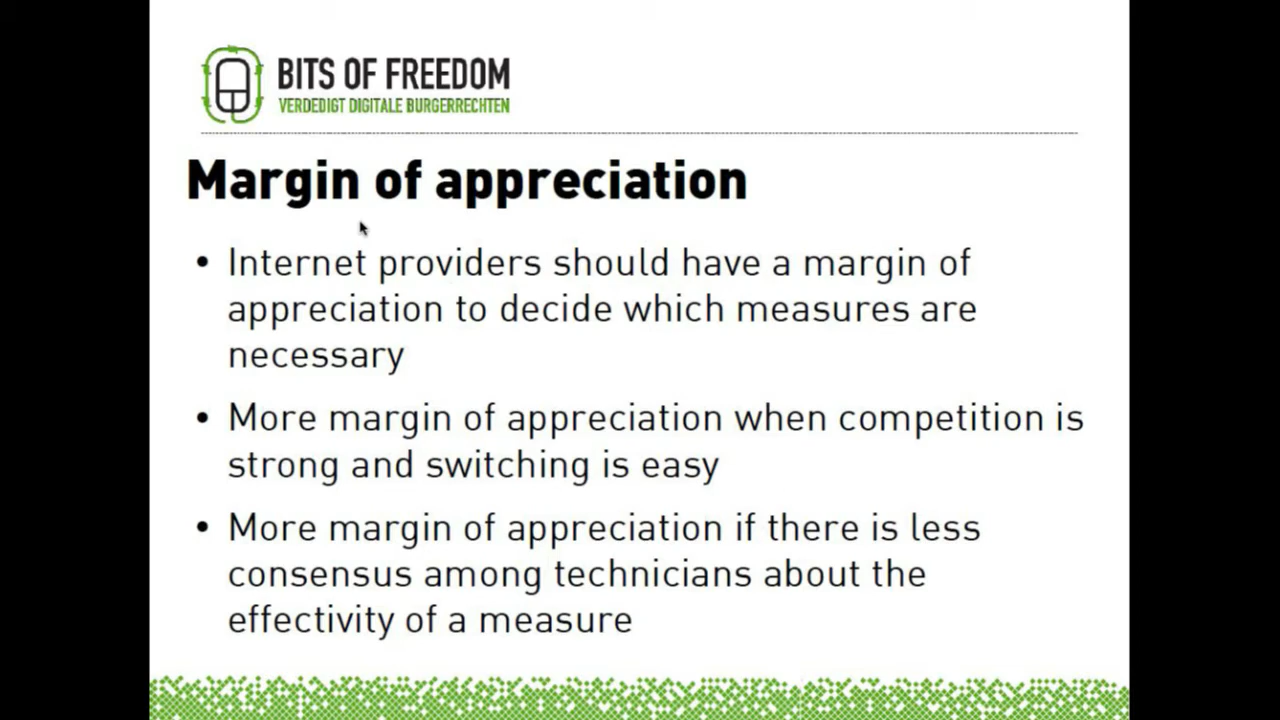 BITS OF FREEDOM
VERDEDIGT DIGITALE BURGERRECHTEN
Margin of appreciation
• Internet providers should have a margin of
appreciation to decide which measures are
necessary
• More margin of appreciation when competition is
strong and switching is easy
• More margin of appreciation if there is less
consensus among technicians about the
effectivity of a measure